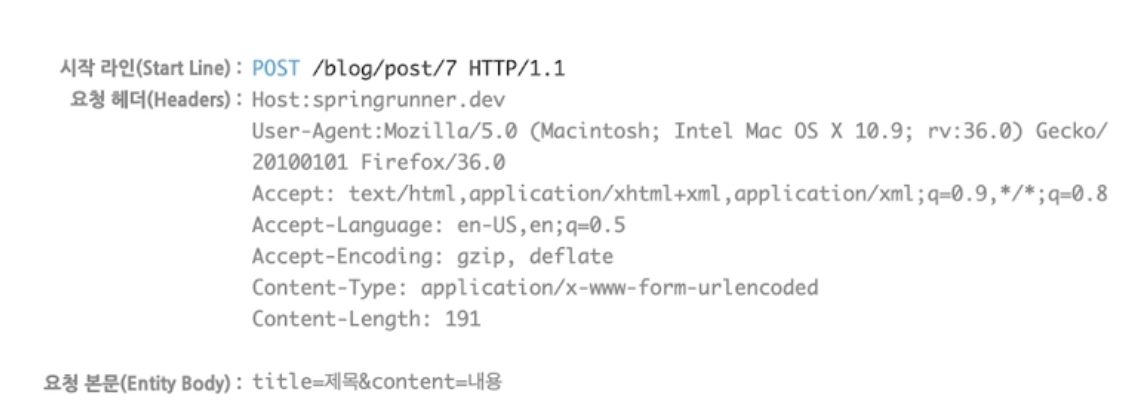 시작 라인(Start Line) : POST /blog/post/7 HTTP/1.1
요청 헤더(Headers) : Host:springrunner.dev
User-Agent:Mozilla/5.0 (Macintosh; Intel Mac OS X 10.9; rv:36.0) Gecko/
20100101 Firefox/36.0
Accept: text/html,application/xhtml+xml,application/xml;q=0.9,*/*;q=0.8
Accept-Language: en-US,en;q=0.5
Accept-Encoding: gzip, deflate
Content-Type: application/x-www-form-urlencoded
Content-Length: 191
요청 본문(Entity Body) : title=제목&content=내용